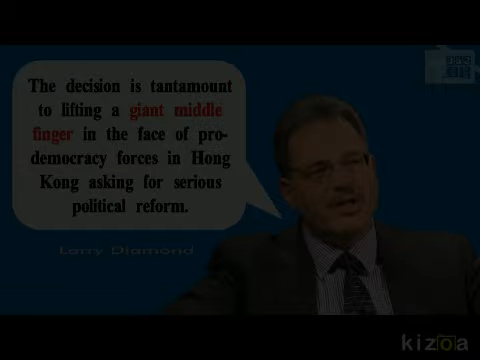 The decision is tantamount
to lifting a giant middle
finger in the face of pro-
democracy forces in Hong
Kong asking for serious
political reform.
Larry Diamond
kizoa